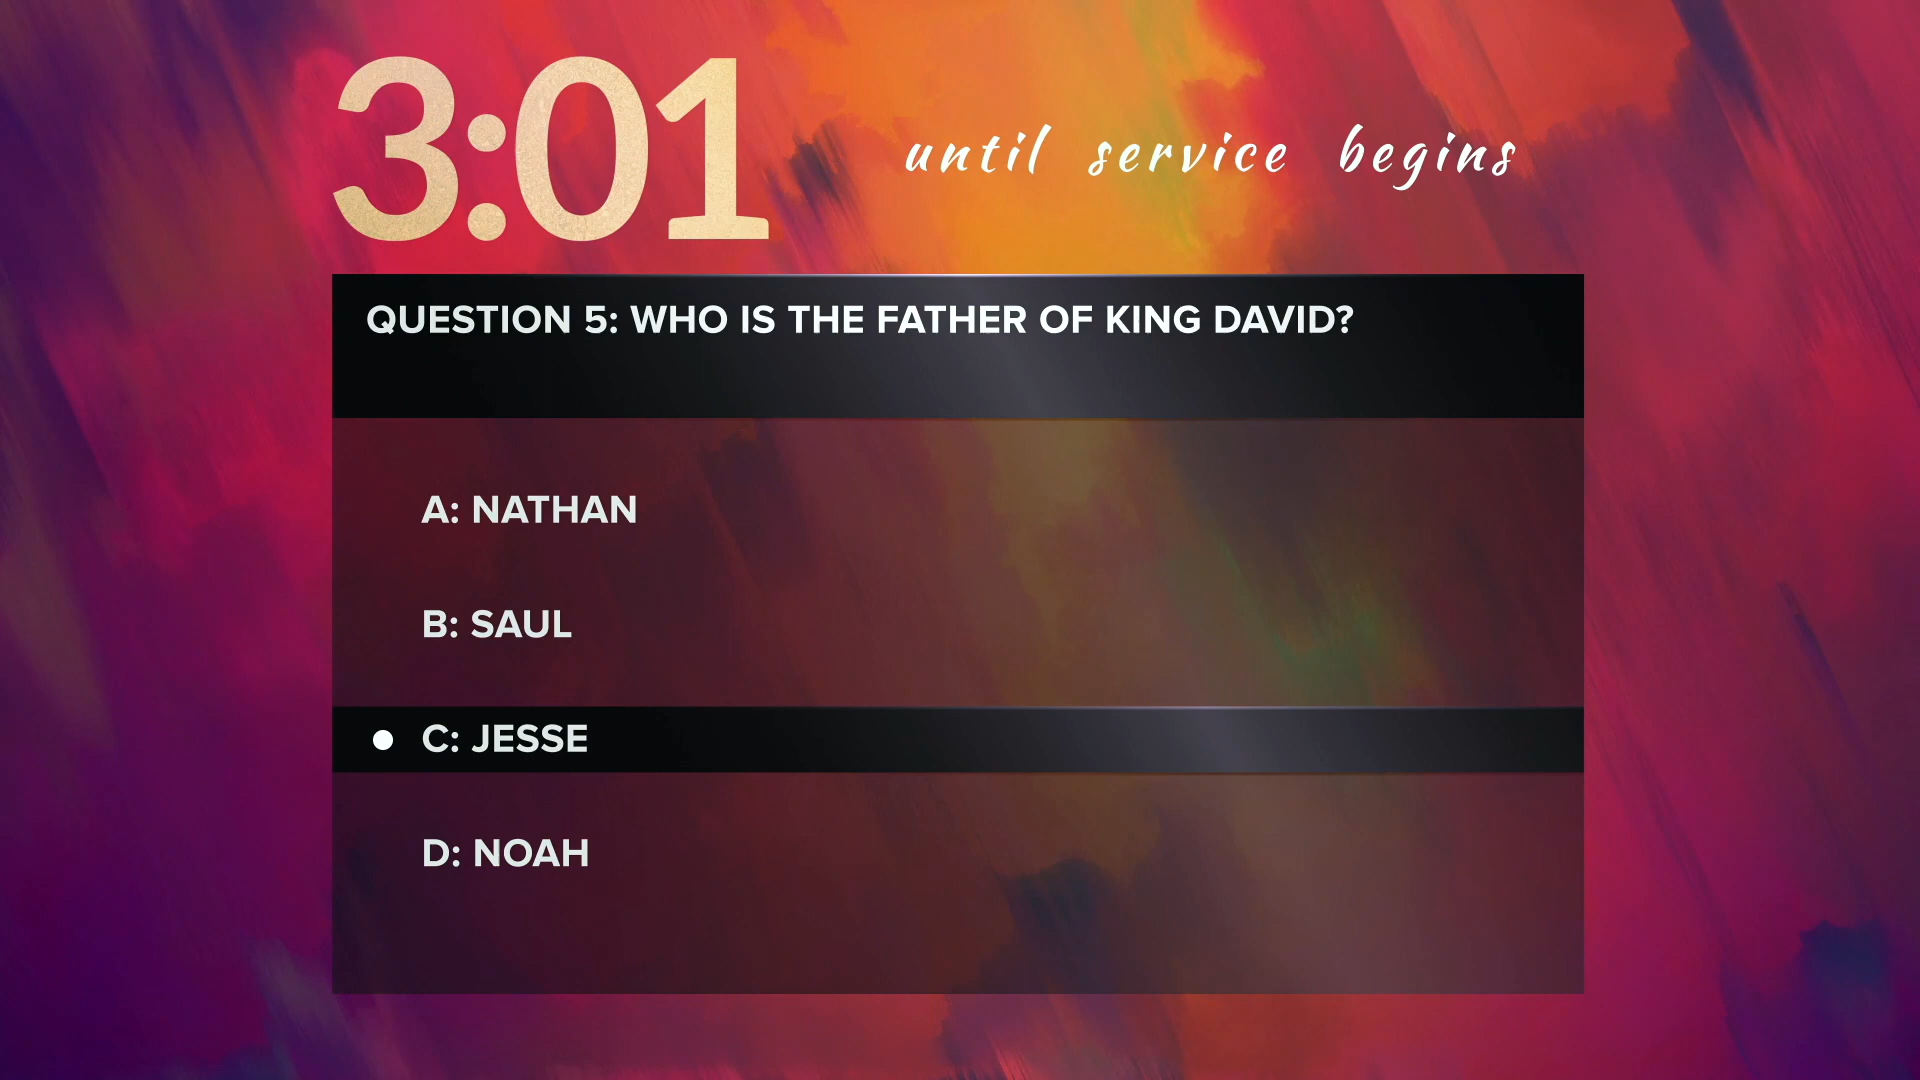 3:01
until service begins
QUESTION 5: WHO IS THE FATHER OF KING DAVID?
A: NATHAN
B: SAUL
C: JESSE
D: NOAH